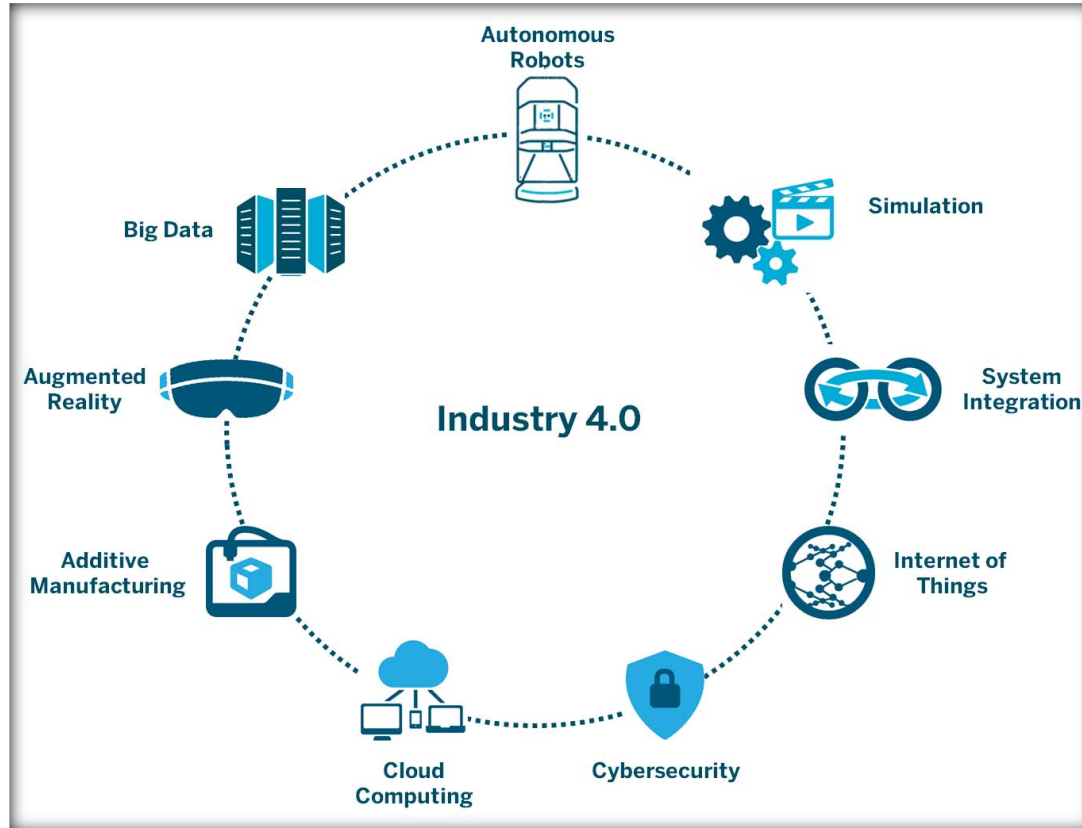 Autonomous
Robots
Simulation
Big Data
System
Integration
Augmented
Reality
Industry 4.0
Internet of
Things
Additive
Manufacturing
Cybersecurity
Cloud
Computing